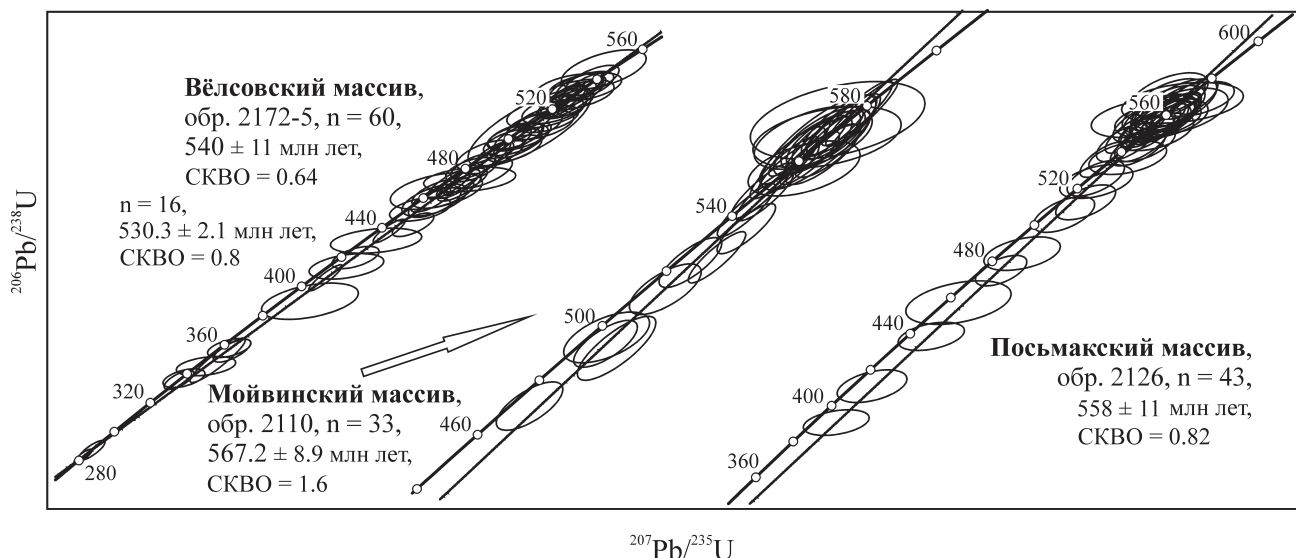 Вёлсовский массив,
обр. 2172-5, n = 60,
540 ± 11 млн лет,
СКВО = 0.64
n = 16,
530.3 ± 2.1 млн лет,
СКВО = 0.8
560
520
480
440
400
360
320
280
Мойвинский массив,
обр. 2110, n = 33,
567.2 ± 8.9 млн лет,
СКВО = 1.6
580
540
500
460
600
560
520
480
440
400
360
Посьмакский массив,
обр. 2126, n = 43,
558 ± 11 млн лет,
СКВО = 0.82
²⁰⁶Pb/²³⁸U
²⁰⁷Pb/²³⁵U